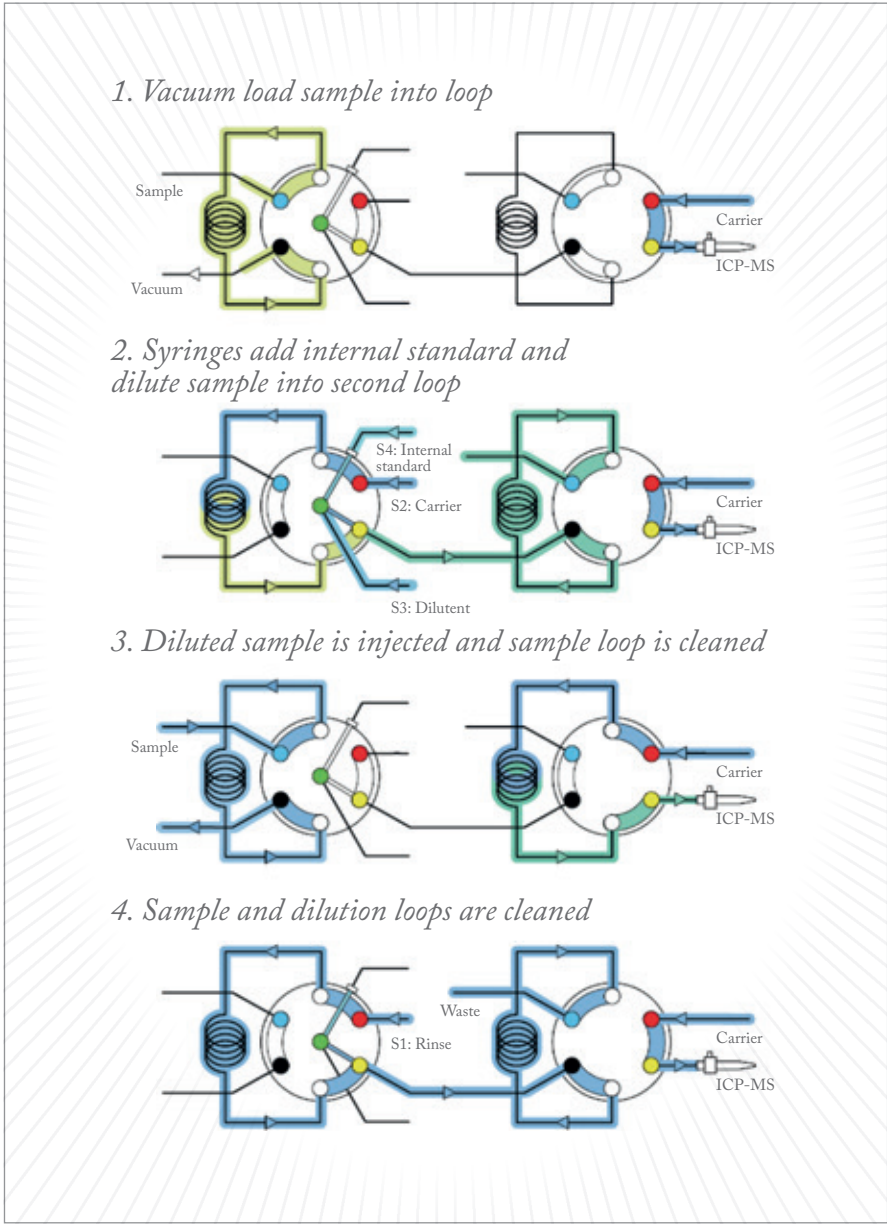 1. Vacuum load sample into loop
Sample
Vacuum
Carrier
ICP-MS
2. Syringes add internal standard and
dilute sample into second loop
S4: Internal
standard
S2: Carrier
S3: Dilutent
Carrier
ICP-MS
3. Diluted sample is injected and sample loop is cleaned
Sample
Vacuum
Carrier
ICP-MS
4. Sample and dilution loops are cleaned
S1: Rinse
Waste
Carrier
ICP-MS